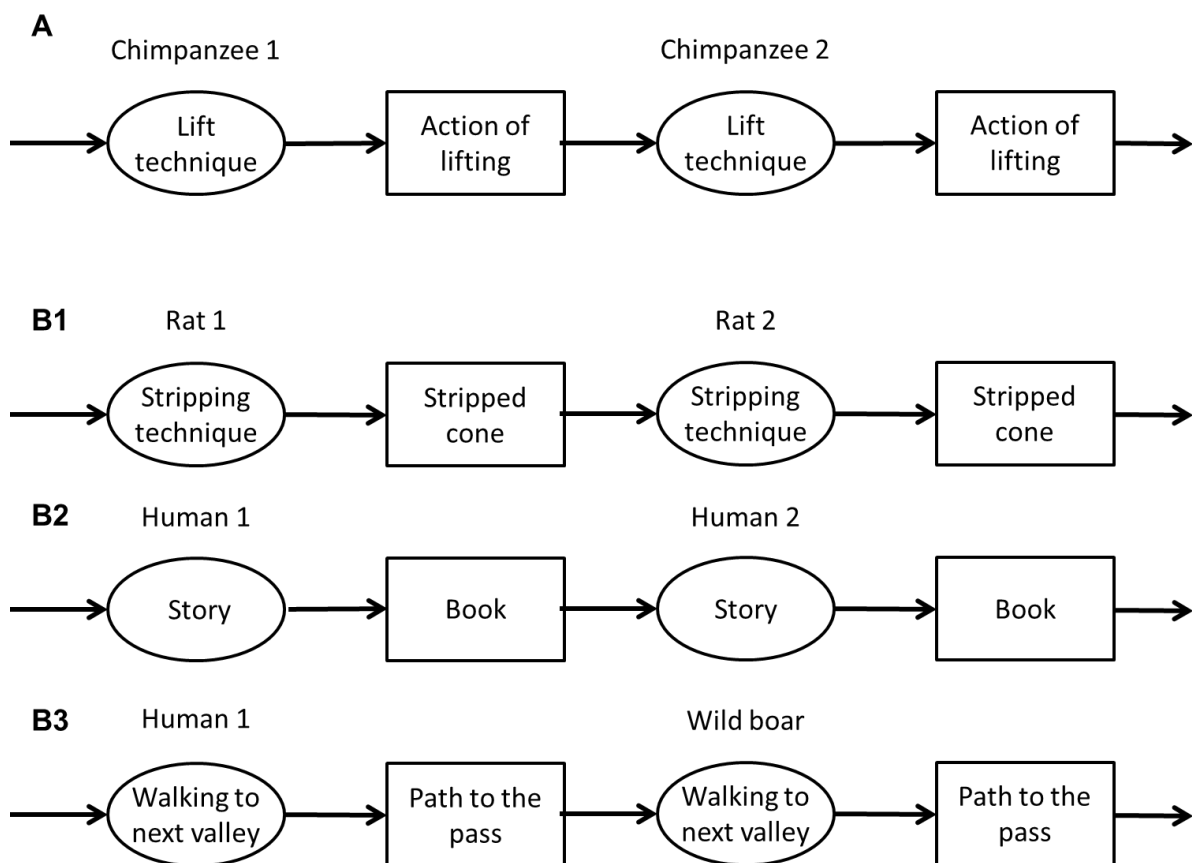 A
Chimpanzee 1
Chimpanzee 2
Lift
technique
Action of
lifting
Lift
technique
Action of
lifting
B1
Rat 1
Rat 2
Stripping
technique
Stripped
cone
Stripping
technique
Stripped
cone
B2
Human 1
Human 2
Story
Book
Story
Book
B3
Human 1
Wild boar
Walking to
next valley
Path to the
pass
Walking to
next valley
Path to the
pass